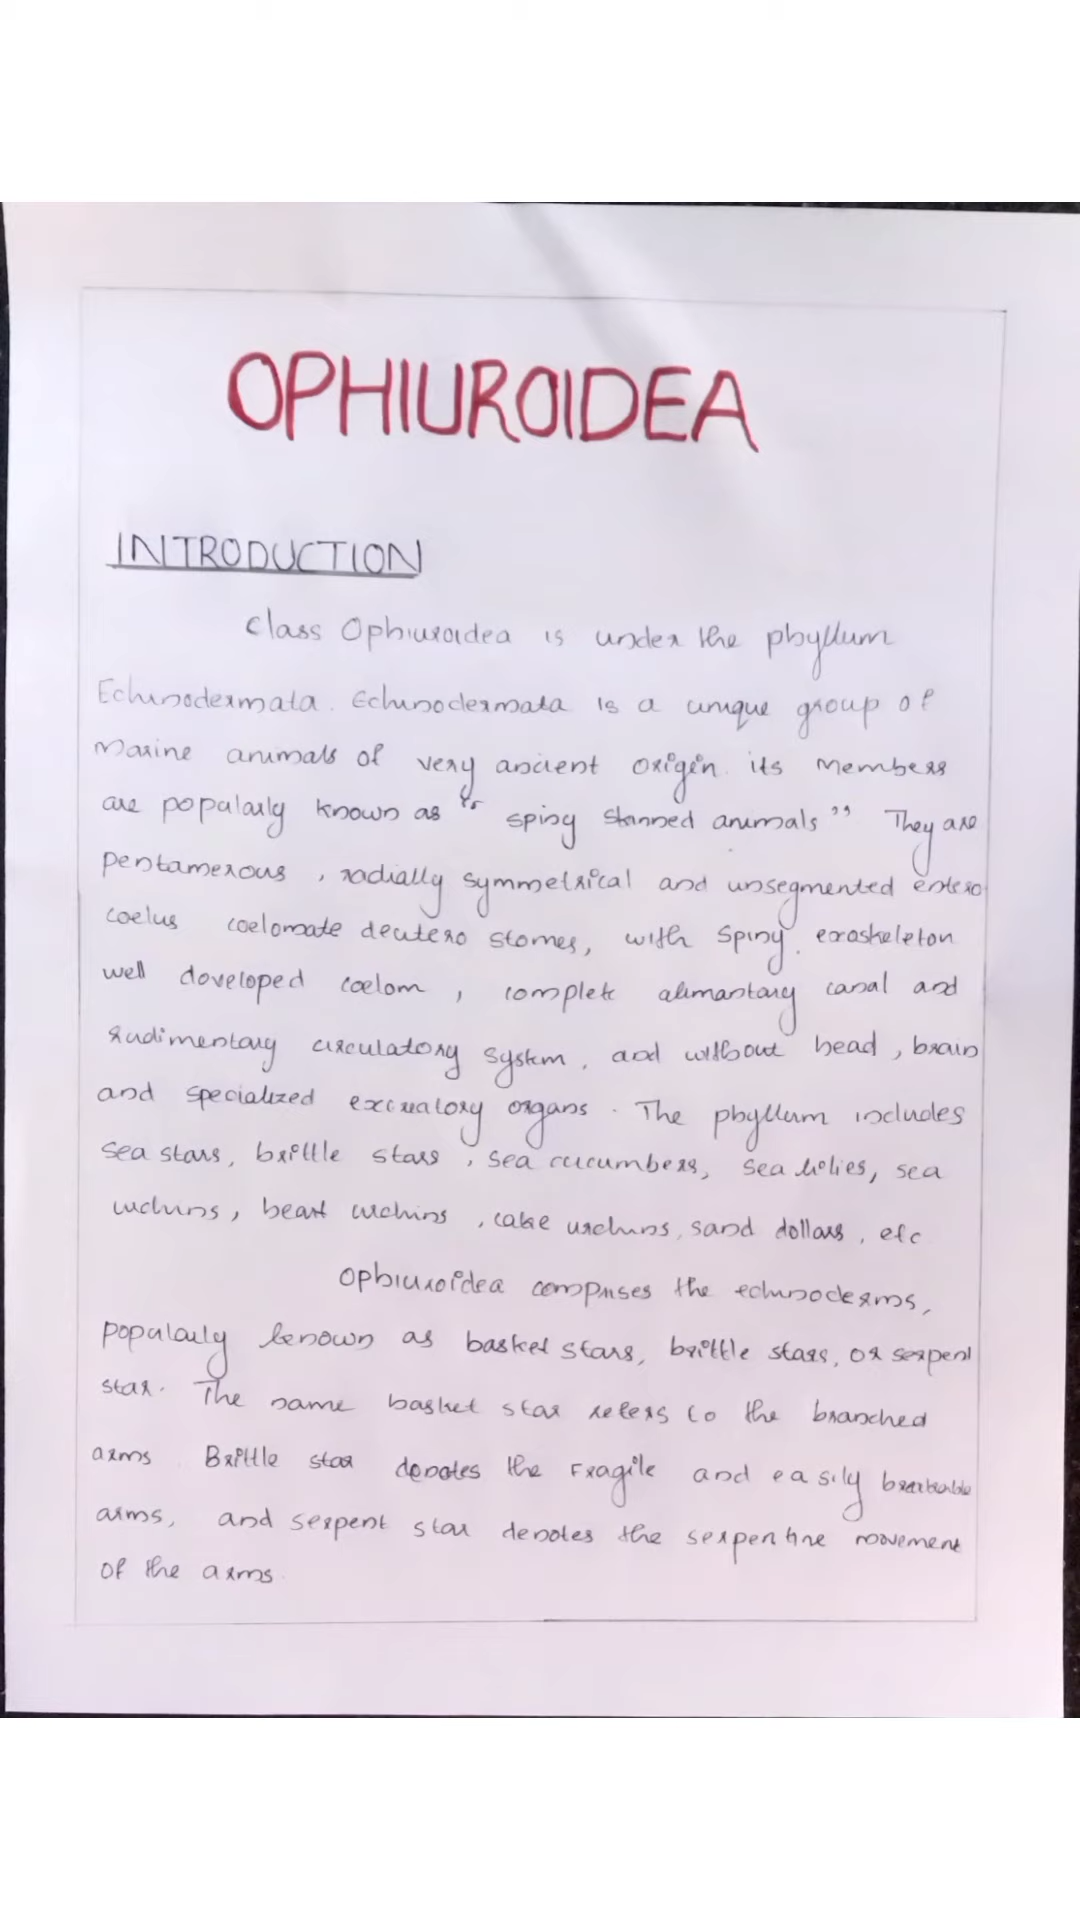 OPHIUROIDEA
INTRODUCTION
Class Ophiuroidea is under the phyllum
Echinodermata. Echinodermata is a unique group of
Marine animals of very ancient origin. its members
are popularly known as " spiny skinned animals" They are
pentamerous, radially symmetrical and unsegmented entero
coelus coelomate deutero stomes, with spiny. exoskeleton
well doveloped coelom, complete alimantary canal and
rudimentary circulatory system, and without head, brain
and specialized excreatory organs. The phyllum includes
sea stars, brittle stars, sea cucumbers, sea lilies, sea
urchins, heart urchins, cake urchins, sand dollars, etc
Ophiuroidea comprises the echinoderms,
popularly known as basket stars, brittle stars, or serpent
star. The name basket star refers to the branched
arms. Brittle star denotes the Fragile and easily breakable
arms, and serpent star denotes the serpentine movement
of the arms.